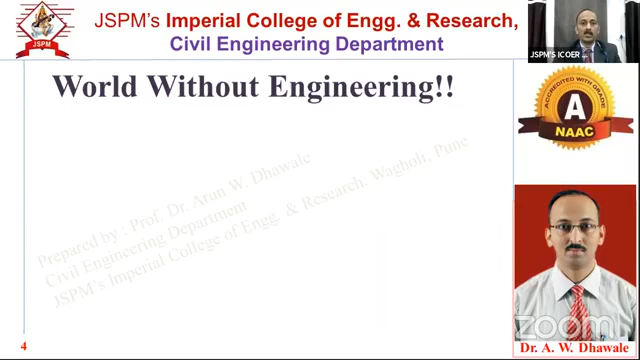 JSPM
JSPM's Imperial College of Engg. & Research,
Civil Engineering Department
JSPM'S ICOER ...
World Without Engineering!!
ACCREDITED WITH GRADE
A
NAAC
Prepared by : Prof. Dr. Arun W. Dhawale
Civil Engineering Department
JSPM's Imperial College of Engg. & Research. Wagholi, Pune
zoom
4
Dr. A. W. Dhawale